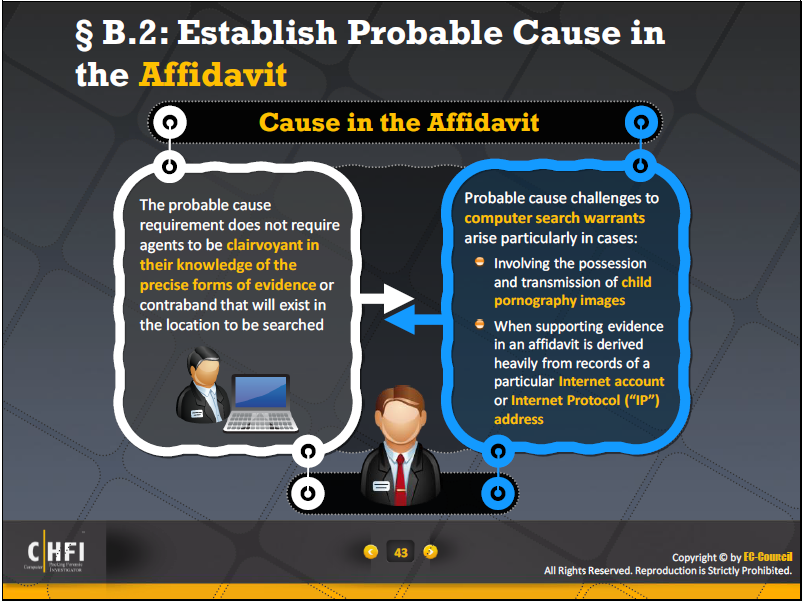 § B.2: Establish Probable Cause in
the Affidavit
Cause in the Affidavit
The probable cause
requirement does not require
agents to be clairvoyant in
their knowledge of the
precise forms of evidence or
contraband that will exist in
the location to be searched
Probable cause challenges to
computer search warrants
arise particularly in cases:
Involving the possession
and transmission of child
pornography images
When supporting evidence
in an affidavit is derived
heavily from records of a
particular Internet account
or Internet Protocol (“IP”)
address
CHFI
Computer Hacking Forensic
INVESTIGATOR
43
Copyright © by EC-Council
All Rights Reserved. Reproduction is Strictly Prohibited.